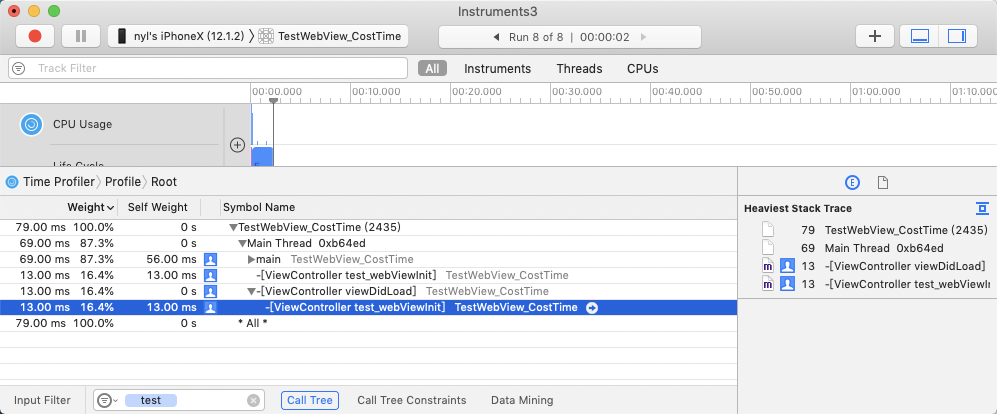 Instruments3
nyl's iPhoneX (12.1.2) TestWebView_CostTime
Run 8 of 8 | 00:00:02
Track Filter
All Instruments Threads CPUs
00:00.000 00:10.000 00:20.000 00:30.000 00:40.000 00:50.000 01:00.000 01:10.000
CPU Usage
Life Cycle
Time Profiler Profile Root
Weight Self Weight Symbol Name
79.00 ms 100.0% 0 s TestWebView_CostTime (2435)
69.00 ms 87.3% 0 s Main Thread 0xb64ed
69.00 ms 87.3% 56.00 ms main TestWebView_CostTime
13.00 ms 16.4% 13.00 ms -[ViewController test_webViewInit] TestWebView_CostTime
13.00 ms 16.4% 0 s -[ViewController viewDidLoad] TestWebView_CostTime
13.00 ms 16.4% 13.00 ms -[ViewController test_webViewInit] TestWebView_CostTime
79.00 ms 100.0% 0 s * All *
E
Heaviest Stack Trace
79 TestWebView_CostTime (2435)
69 Main Thread 0xb64ed
m 13 -[ViewController viewDidLoad]
m 13 -[ViewController test_webViewIn
Input Filter test Call Tree Call Tree Constraints Data Mining